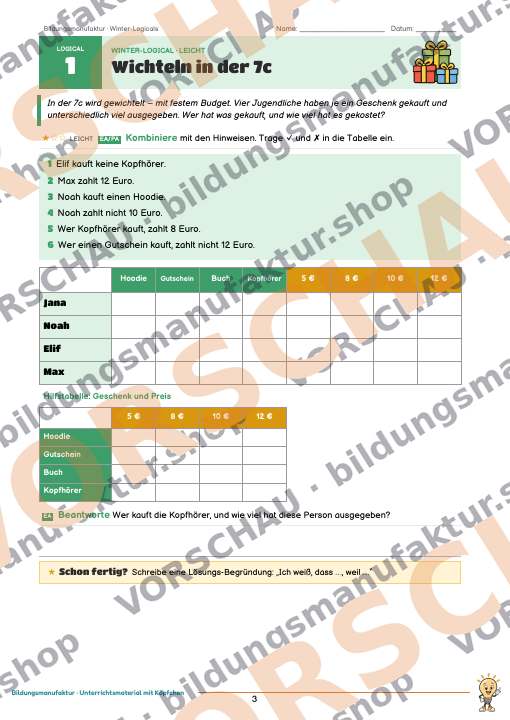 Bildungsmanufaktur · Winter-Logicals Name: Datum:
LOGICAL
1
WINTER-LOGICAL · LEICHT
Wichteln in der 7c
In der 7c wird gewichtelt – mit festem Budget. Vier Jugendliche haben je ein Geschenk gekauft und
unterschiedlich viel ausgegeben. Wer hat was gekauft, und wie viel hat es gekostet?
LEICHT EA/PA Kombiniere mit den Hinweisen. Trage ✓ und ✗ in die Tabelle ein.
1 Elif kauft keine Kopfhörer.
2 Max zahlt 12 Euro.
3 Noah kauft einen Hoodie.
4 Noah zahlt nicht 10 Euro.
5 Wer Kopfhörer kauft, zahlt 8 Euro.
6 Wer einen Gutschein kauft, zahlt nicht 12 Euro.
Hoodie Gutschein Buch Kopfhörer 5 € 8 € 10 € 12 €
Jana
Noah
Elif
Max
Hilfstabelle: Geschenk und Preis
5 € 8 € 10 € 12 €
Hoodie
Gutschein
Buch
Kopfhörer
EA Beantworte Wer kauft die Kopfhörer, und wie viel hat diese Person ausgegeben?
★ Schon fertig? Schreibe eine Lösungs-Begründung: „Ich weiß, dass …, weil …“
Bildungsmanufaktur · Unterrichtsmaterial mit Köpfchen
3
VORSCHAU · bildungsmanufaktur.shop
VORSCHAU